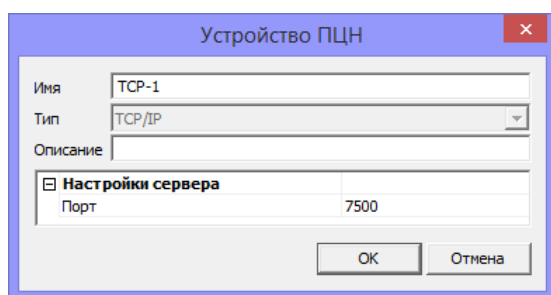 Устройство ПЦН
Имя TCP-1
Тип TCP/IP
Описание
Настройки сервера
Порт 7500
OK Отмена